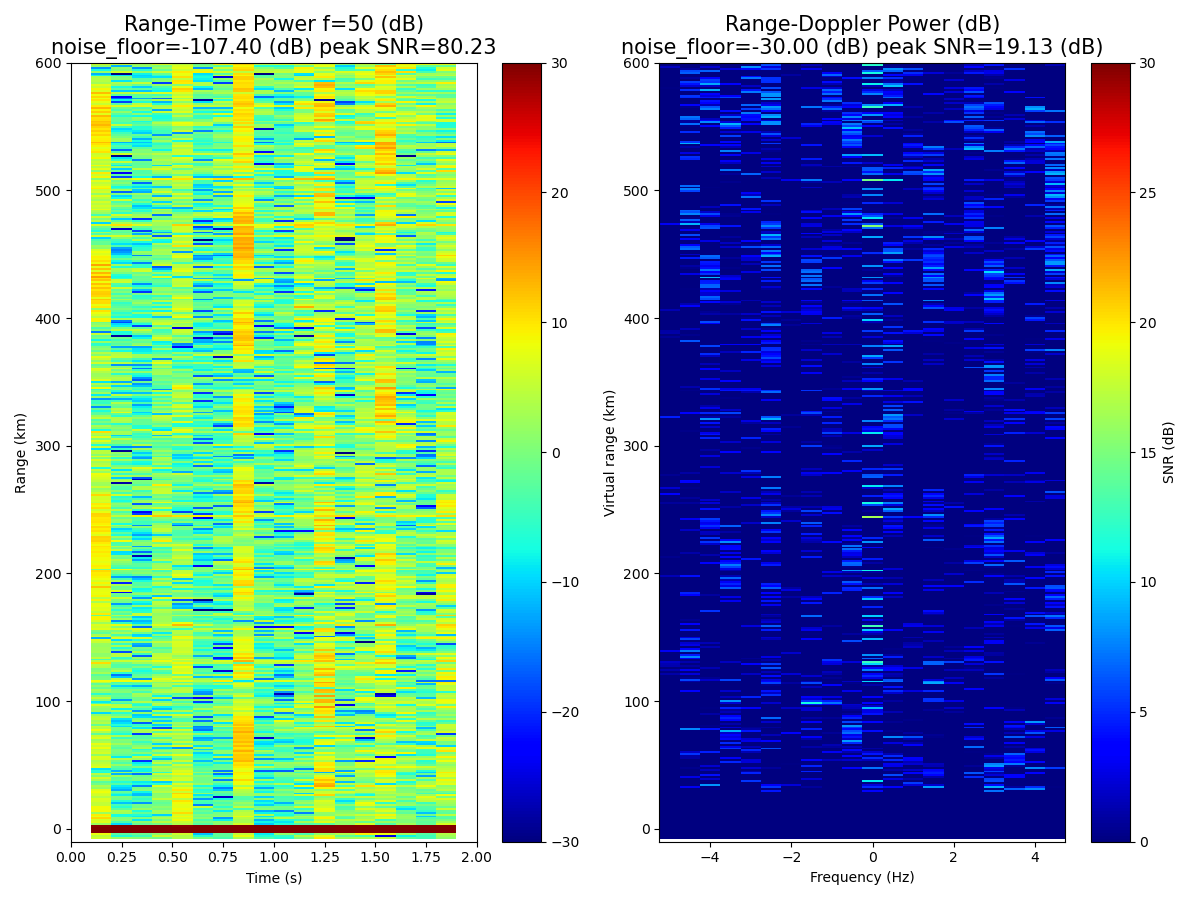 Range-Time Power f=50 (dB)
noise_floor=-107.40 (dB) peak SNR=80.23
Range-Doppler Power (dB)
noise_floor=-30.00 (dB) peak SNR=19.13 (dB)
600
500
400
300
200
100
0
Range (km)
0.00 0.25 0.50 0.75 1.00 1.25 1.50 1.75 2.00
Time (s)
30
20
10
0
−10
−20
−30
600
500
400
300
200
100
0
Virtual range (km)
−4 −2 0 2 4
Frequency (Hz)
30
25
20
15
10
5
0
SNR (dB)